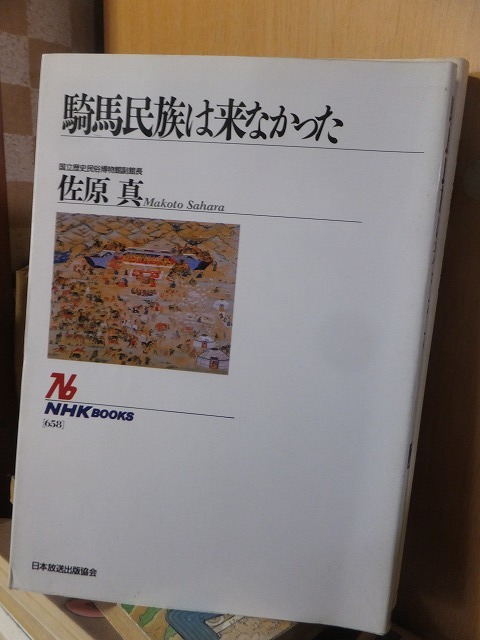 騎馬民族は来なかった
国立歴史民俗博物館副館長
佐原 真 Makoto Sahara
NHK BOOKS
[658]
日本放送出版協会